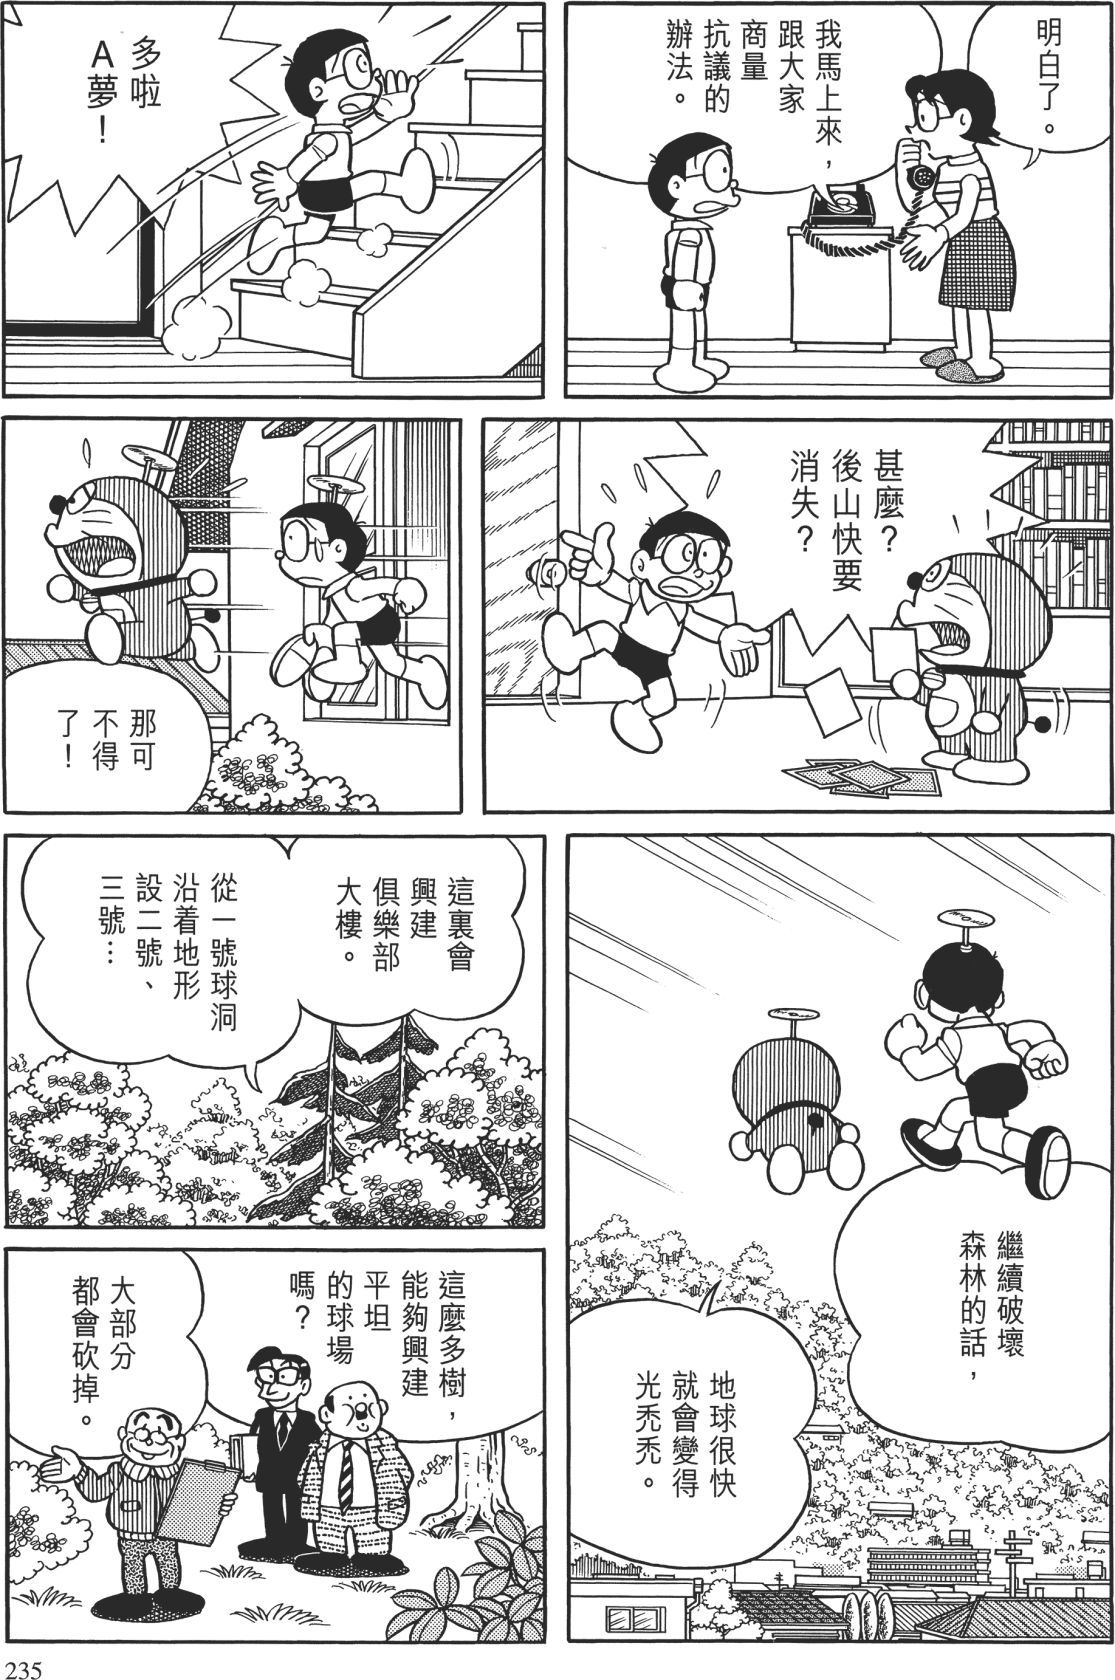 明白了。
我馬上來，
跟大家
商量
抗議的
辦法。
多啦
A夢！
甚麼？
後山快要
消失？
那可
不得
了！
繼續破壞
森林的話，
地球很快
就會變得
光禿禿。
這裏會
興建
俱樂部
大樓。
從一號球洞
沿着地形
設二號、
三號…
這麼多樹，
能夠興建
平坦
的球場
嗎？
大部分
都會砍掉。
235